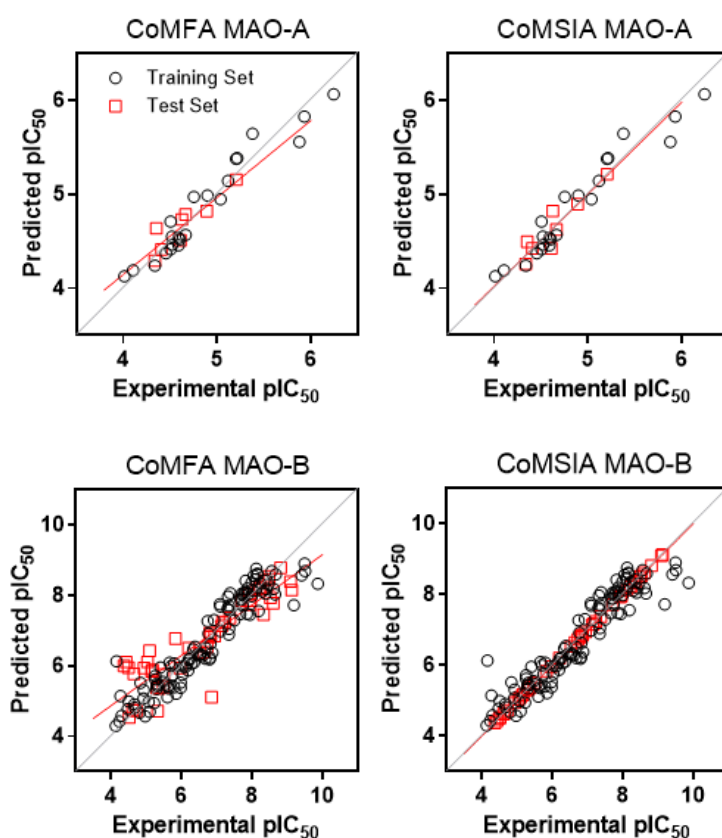 CoMFA MAO-A
CoMSIA MAO-A
Training Set
Test Set
6
5
4
Predicted pIC50
4
5
6
Experimental pIC50
6
5
4
Predicted pIC50
4
5
6
Experimental pIC50
CoMFA MAO-B
CoMSIA MAO-B
10
8
6
4
Predicted pIC50
4
6
8
10
Experimental pIC50
10
8
6
4
Predicted pIC50
4
6
8
10
Experimental pIC50